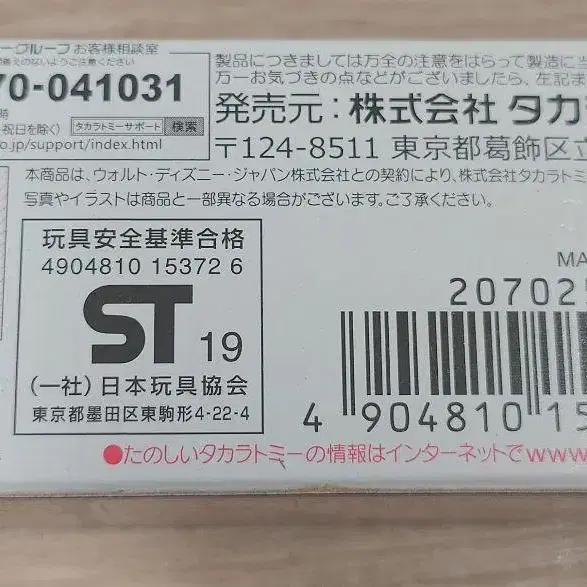 ーグループ お客様相談室
70-041031
祝日を除く) タカラトミーサポート 検索
o.jp/support/index.html
製品につきましては万全の注意をはらって製造に当
万一お気づきの点などがございましたら、左記ま
発売元:株式会社 タカラ
〒124-8511 東京都葛飾区立
本商品は、ウォルト・ディズニー・ジャパン株式会社との契約により、株式会社タカラトミ
写真やイラストは商品と一部異なる場合がございます。ご了承ください。
玩具安全基準合格
4904810 15372 6
ST 19
(一社)日本玩具協会
東京都墨田区東駒形4-22-4
MA
207025
4 904810 15
●たのしいタカラトミーの情報はインターネットでwww.